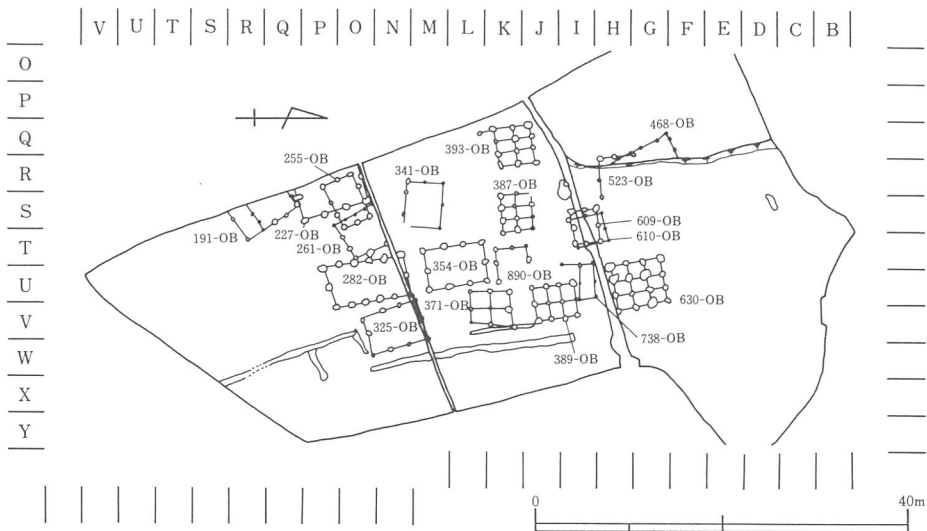 V U T S R Q P O N M L K J I H G F E D C B
O
P
Q
R
S
T
U
V
W
X
Y
468-OB
393-OB
255-OB
341-OB
387-OB
523-OB
191-OB
227-OB
261-OB
609-OB
610-OB
282-OB
354-OB
890-OB
371-OB
630-OB
325-OB
738-OB
389-OB
0 40m